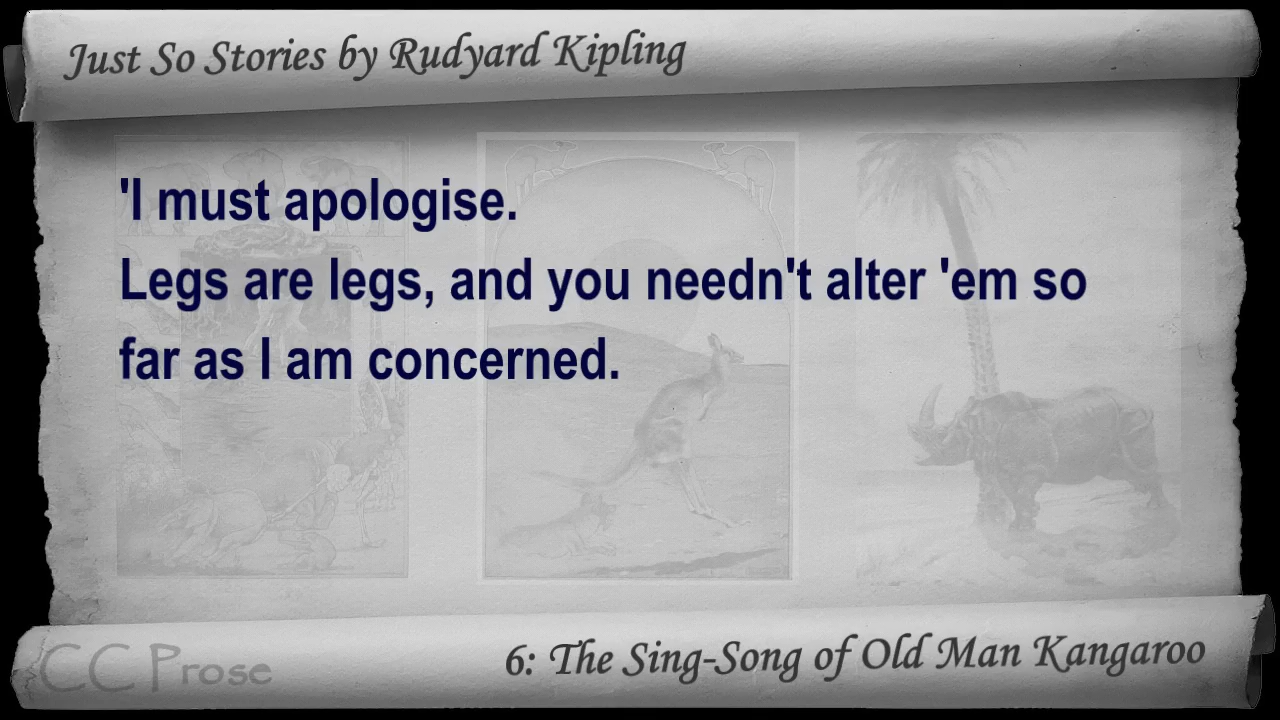 Just So Stories by Rudyard Kipling
'I must apologise.
Legs are legs, and you needn't alter 'em so
far as I am concerned.
CC Prose
6: The Sing-Song of Old Man Kangaroo